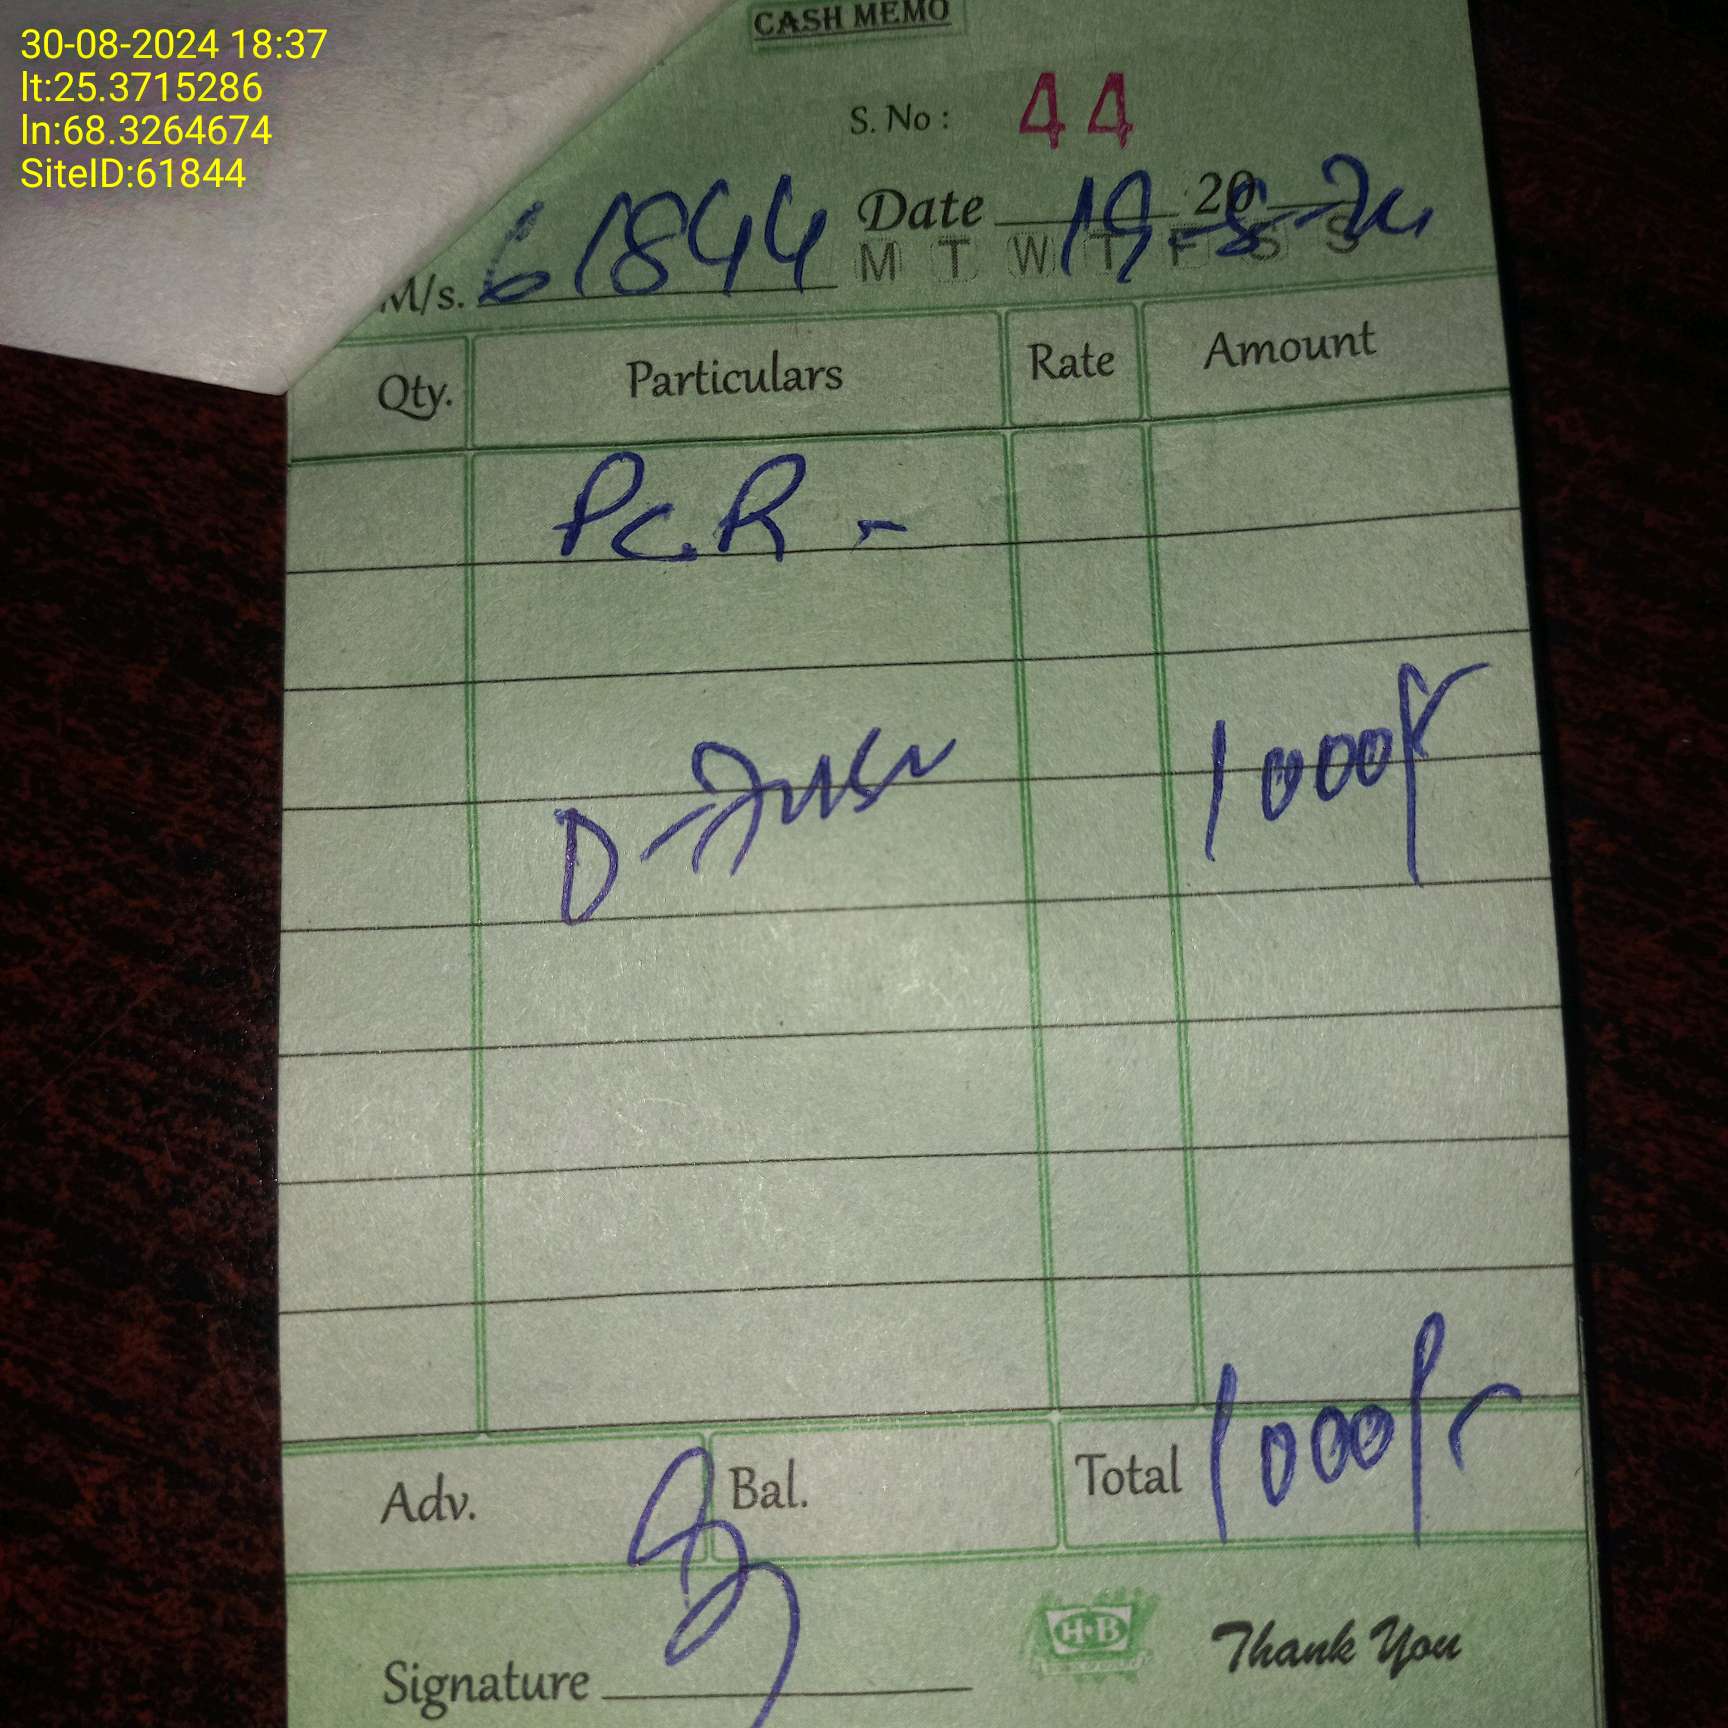 30-08-2024 18:37
lt:25.3715286
ln:68.3264674
SiteID:61844
CASH MEMO
S. No : 44
M/s. 61844 Date 19-8-24 20
M T W T F S S
Qty. Particulars Rate Amount
P.C.R -
D 1000/-
Adv. Bal. Total 1000/-
Signature
H·B
Thank You